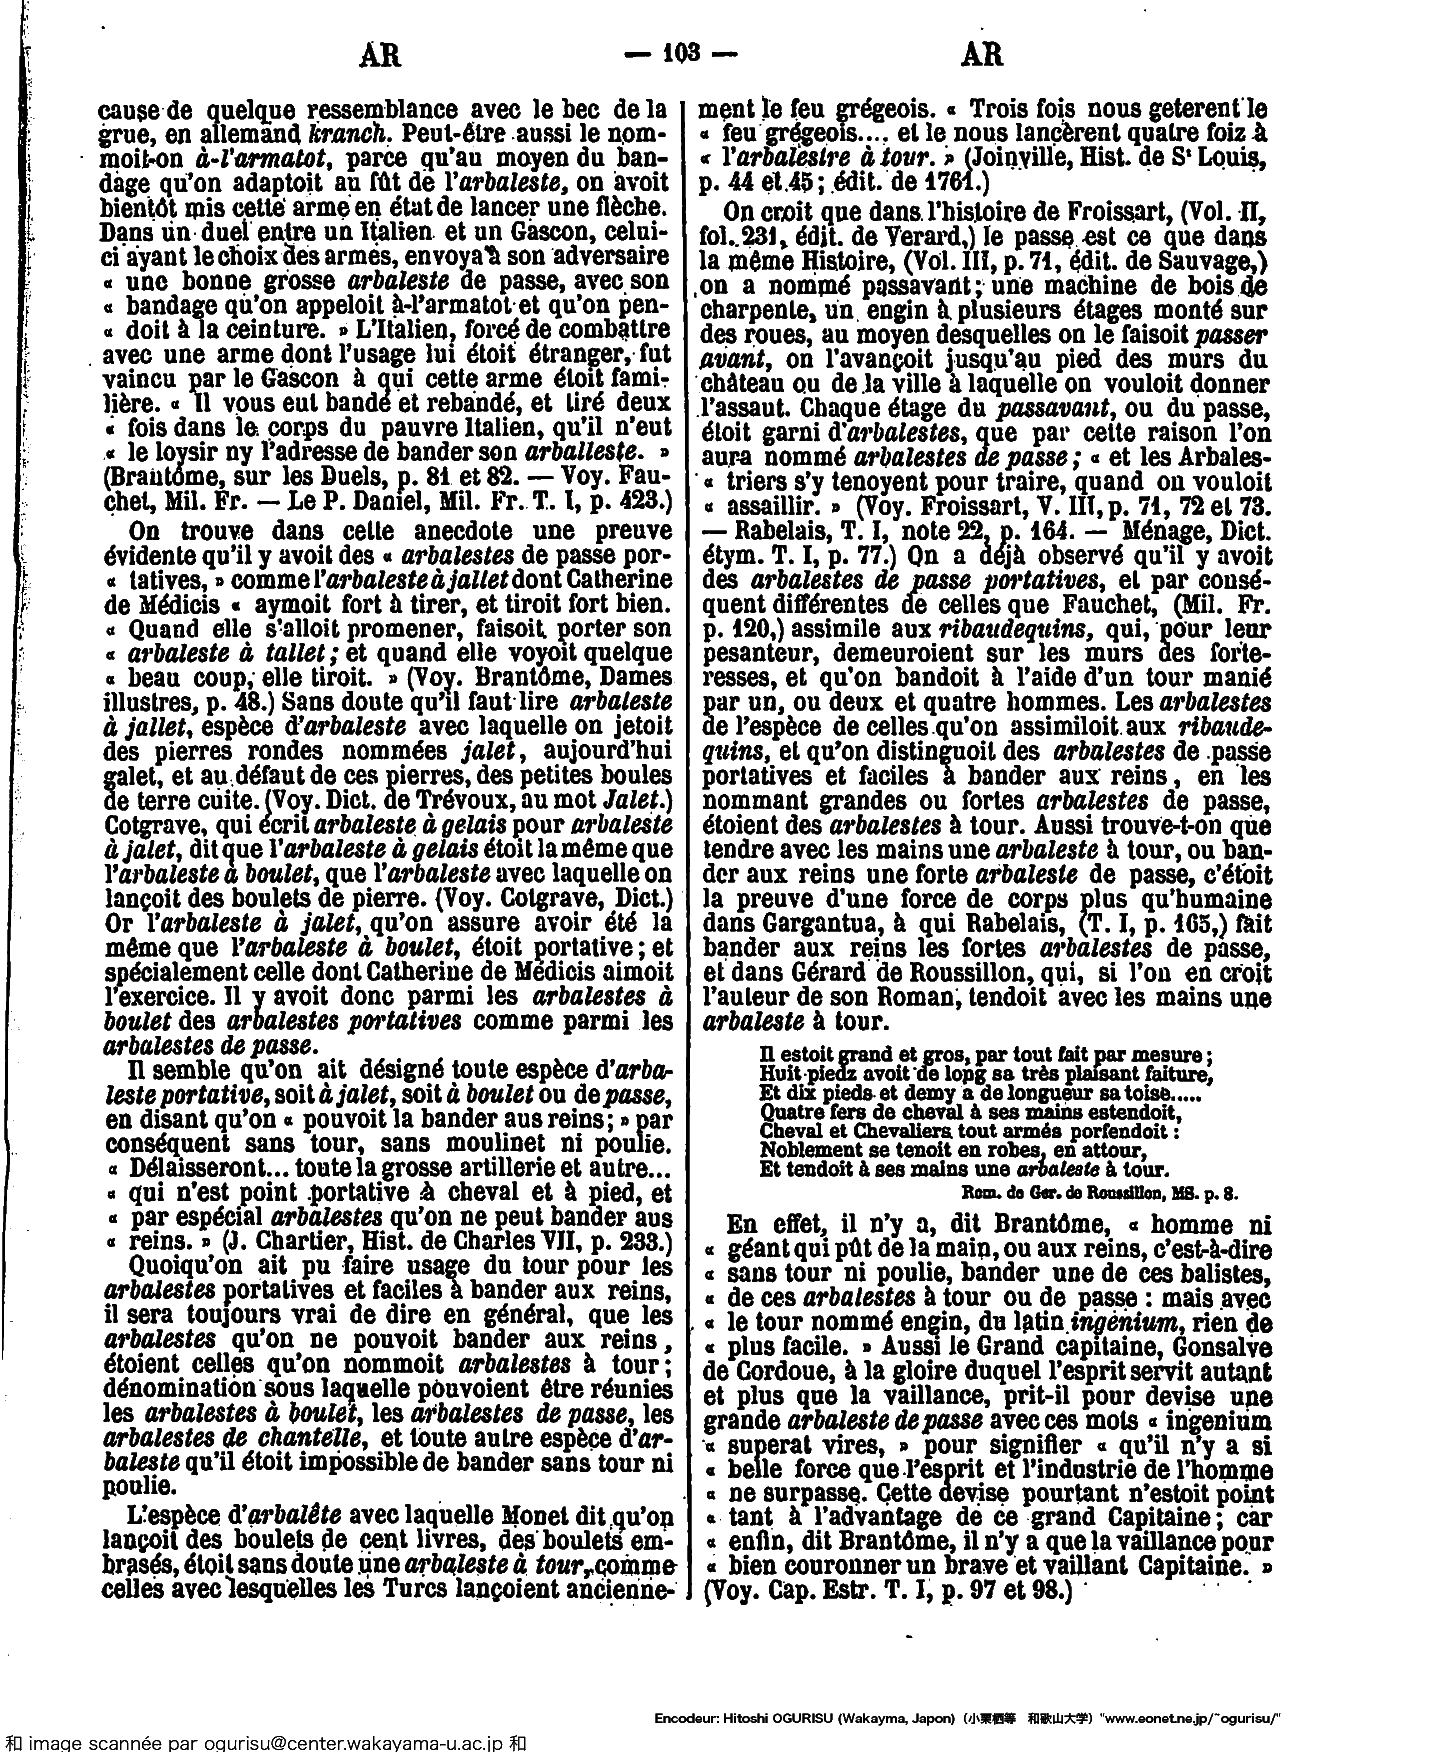 AR — 103 — AR
cause de quelque ressemblance avec le bec de la
grue, en allemand kranch. Peut-être aussi le nom-
moit-on à-l'armatot, parce qu'au moyen du ban-
dage qu'on adaptoit au fût de l'arbaleste, on avoit
bientôt mis cette arme en état de lancer une flèche.
Dans un duel entre un Italien et un Gascon, celui-
ci ayant le choix des armes, envoya à son adversaire
« une bonne grosse arbaleste de passe, avec son
« bandage qu'on appeloit à-l'armatot et qu'on pen-
« doit à la ceinture. » L'Italien, forcé de combattre
avec une arme dont l'usage lui étoit étranger, fut
vaincu par le Gascon à qui cette arme étoit fami-
lière. « Il vous eut bandé et rebandé, et tiré deux
« fois dans le corps du pauvre Italien, qu'il n'eut
« le loysir ny l'adresse de bander son arballeste. »
(Brantôme, sur les Duels, p. 81 et 82. — Voy. Fau-
chet, Mil. Fr. — Le P. Daniel, Mil. Fr. T. I, p. 423.)
On trouve dans cette anecdote une preuve
évidente qu'il y avoit des « arbalestes de passe por-
« tatives, » comme l'arbaleste à jallet dont Catherine
de Médicis « aymoit fort à tirer, et tiroit fort bien.
« Quand elle s'alloit promener, faisoit porter son
« arbaleste à tallet ; et quand elle voyoit quelque
« beau coup, elle tiroit. » (Voy. Brantôme, Dames
illustres, p. 48.) Sans doute qu'il faut lire arbaleste
à jallet, espèce d'arbaleste avec laquelle on jetoit
des pierres rondes nommées jalet, aujourd'hui
galet, et au défaut de ces pierres, des petites boules
de terre cuite. (Voy. Dict. de Trévoux, au mot Jalet.)
Cotgrave, qui écrit arbaleste à gelais pour arbaleste
à jalet, dit que l'arbaleste à gelais étoit la même que
l'arbaleste à boulet, que l'arbaleste avec laquelle on
lançoit des boulets de pierre. (Voy. Cotgrave, Dict.)
Or l'arbaleste à jalet, qu'on assure avoir été la
même que l'arbaleste à boulet, étoit portative ; et
spécialement celle dont Catherine de Médicis aimoit
l'exercice. Il y avoit donc parmi les arbalestes à
boulet des arbalestes portatives comme parmi les
arbalestes de passe.
Il semble qu'on ait désigné toute espèce d'arba-
leste portative, soit à jalet, soit à boulet ou de passe,
en disant qu'on « pouvoit la bander aus reins ; » par
conséquent sans tour, sans moulinet ni poulie.
« Délaisseront... toute la grosse artillerie et autre...
« qui n'est point portative à cheval et à pied, et
« par espécial arbalestes qu'on ne peut bander aus
« reins. » (J. Chartier, Hist. de Charles VII, p. 233.)
Quoiqu'on ait pu faire usage du tour pour les
arbalestes portatives et faciles à bander aux reins,
il sera toujours vrai de dire en général, que les
arbalestes qu'on ne pouvoit bander aux reins,
étoient celles qu'on nommoit arbalestes à tour ;
dénomination sous laquelle pouvoient être réunies
les arbalestes à boulet, les arbalestes de passe, les
arbalestes de chantelle, et toute autre espèce d'ar-
baleste qu'il étoit impossible de bander sans tour ni
poulie.
L'espèce d'arbalête avec laquelle Monet dit qu'on
lançoit des boulets de cent livres, des boulets em-
brasés, étoit sans doute une arbaleste à tour, comme
celles avec lesquelles les Turcs lançoient ancienne-
ment le feu grégeois. « Trois fois nous geterent le
« feu grégeois.... et le nous lancèrent quatre foiz à
« l'arbalestre à tour. » (Joinville, Hist. de St Louis,
p. 44 et 45 ; édit. de 1761.)
On croit que dans l'histoire de Froissart, (Vol. II,
fol. 231, édit. de Verard,) le passe est ce que dans
la même Histoire, (Vol. III, p. 71, édit. de Sauvage,)
on a nommé passavant ; une machine de bois de
charpente, un engin à plusieurs étages monté sur
des roues, au moyen desquelles on le faisoit passer
avant, on l'avançoit jusqu'au pied des murs du
château ou de la ville à laquelle on vouloit donner
l'assaut. Chaque étage du passavant, ou du passe,
étoit garni d'arbalestes, que par cette raison l'on
aura nommé arbalestes de passe ; « et les Arbales-
« triers s'y tenoyent pour traire, quand on vouloit
« assaillir. » (Voy. Froissart, V. III, p. 71, 72 et 73.
— Rabelais, T. I, note 22, p. 164. — Ménage, Dict.
étym. T. I, p. 77.) On a déjà observé qu'il y avoit
des arbalestes de passe portatives, et par consé-
quent différentes de celles que Fauchet, (Mil. Fr.
p. 120,) assimile aux ribaudequins, qui, pour leur
pesanteur, demeuroient sur les murs des forte-
resses, et qu'on bandoit à l'aide d'un tour manié
par un, ou deux et quatre hommes. Les arbalestes
de l'espèce de celles qu'on assimiloit aux ribaude-
quins, et qu'on distinguoit des arbalestes de passe
portatives et faciles à bander aux reins, en les
nommant grandes ou fortes arbalestes de passe,
étoient des arbalestes à tour. Aussi trouve-t-on que
tendre avec les mains une arbaleste à tour, ou ban-
der aux reins une forte arbaleste de passe, c'étoit
la preuve d'une force de corps plus qu'humaine
dans Gargantua, à qui Rabelais, (T. I, p. 165,) fait
bander aux reins les fortes arbalestes de passe,
et dans Gérard de Roussillon, qui, si l'on en croit
l'auteur de son Roman, tendoit avec les mains une
arbaleste à tour.
Il estoit grand et gros, par tout fait par mesure ;
Huit piedz avoit de long sa très plaisant faiture,
Et dix pieds et demy a de longueur sa toise.....
Quatre fers de cheval à ses mains estendoit,
Cheval et Chevaliers tout armés porfendoit :
Noblement se tenoit en robes, en attour,
Et tendoit à ses mains une arbaleste à tour.
Rom. de Ger. de Roussillon, MS. p. 8.
En effet, il n'y a, dit Brantôme, « homme ni
« géant qui pût de la main, ou aux reins, c'est-à-dire
« sans tour ni poulie, bander une de ces balistes,
« de ces arbalestes à tour ou de passe : mais avec
« le tour nommé engin, du latin ingenium, rien de
« plus facile. » Aussi le Grand capitaine, Gonsalve
de Cordoue, à la gloire duquel l'esprit servit autant
et plus que la vaillance, prit-il pour devise une
grande arbaleste de passe avec ces mots « ingenium
« superat vires, » pour signifier « qu'il n'y a si
« belle force que l'esprit et l'industrie de l'homme
« ne surpasse. Cette devise pourtant n'estoit point
« tant à l'advantage de ce grand Capitaine ; car
« enfin, dit Brantôme, il n'y a que la vaillance pour
« bien couronner un brave et vaillant Capitaine. »
(Voy. Cap. Estr. T. I, p. 97 et 98.)
Encodeur: Hitoshi OGURISU (Wakayma, Japon) (小栗栖等 和歌山大学) "www.eonet.ne.jp/~ogurisu/"
和 image scannée par ogurisu@center.wakayama-u.ac.jp 和